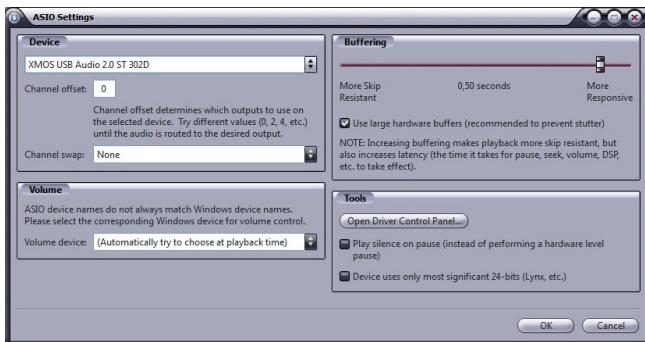 ASIO Settings
Device
XMOS USB Audio 2.0 ST 302D
Channel offset: 0
Channel offset determines which outputs to use on
the selected device. Try different values (0, 2, 4, etc.)
until the audio is routed to the desired output.
Channel swap: None
Volume
ASIO device names do not always match Windows device names.
Please select the corresponding Windows device for volume control.
Volume device: (Automatically try to choose at playback time)
Buffering
More Skip
Resistant
0,50 seconds
More
Responsive
Use large hardware buffers (recommended to prevent stutter)
NOTE: Increasing buffering makes playback more skip resistant, but
also increases latency (the time it takes for pause, seek, volume, DSP,
etc. to take effect).
Tools
Open Driver Control Panel...
Play silence on pause (instead of performing a hardware level
pause)
Device uses only most significant 24-bits (Lynx, etc.)
OK
Cancel